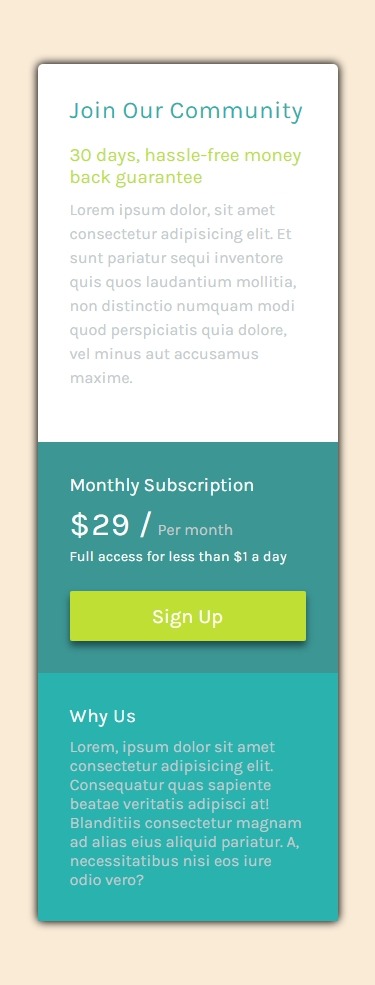 Join Our Community
30 days, hassle-free money
back guarantee
Lorem ipsum dolor, sit amet
consectetur adipisicing elit. Et
sunt pariatur sequi inventore
quis quos laudantium mollitia,
non distinctio numquam modi
quod perspiciatis quia dolore,
vel minus aut accusamus
maxime.
Monthly Subscription
$29 / Per month
Full access for less than $1 a day
Sign Up
Why Us
Lorem, ipsum dolor sit amet
consectetur adipisicing elit.
Consequatur quas sapiente
beatae veritatis adipisci at!
Blanditiis consectetur magnam
ad alias eius aliquid pariatur. A,
necessitatibus nisi eos iure
odio vero?